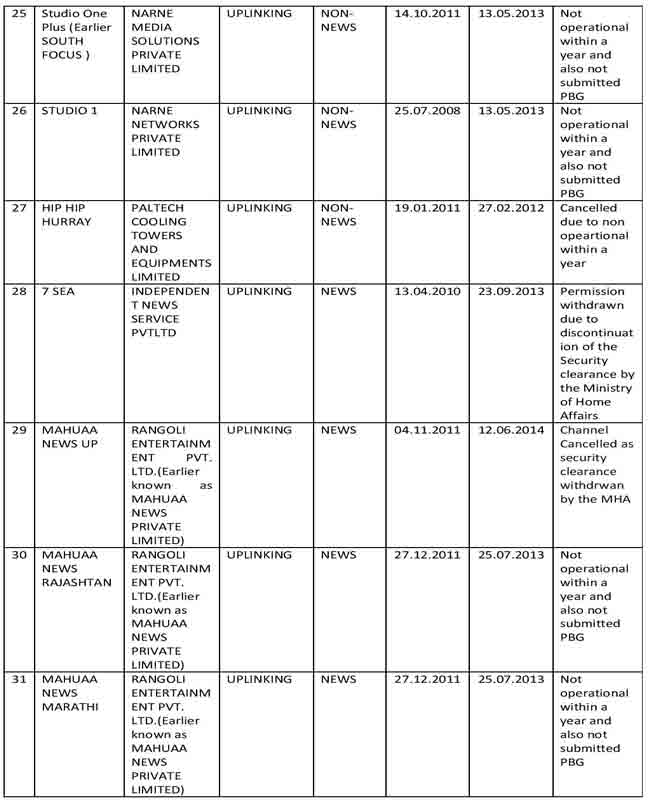 25 Studio One NARNE UPLINKING NON- 14.10.2011 13.05.2013 Not
Plus (Earlier MEDIA NEWS operational
SOUTH SOLUTIONS within a
FOCUS ) PRIVATE year and
LIMITED also not
submitted
PBG
26 STUDIO 1 NARNE UPLINKING NON- 25.07.2008 13.05.2013 Not
NETWORKS NEWS operational
PRIVATE within a
LIMITED year and
also not
submitted
PBG
27 HIP HIP PALTECH UPLINKING NON- 19.01.2011 27.02.2012 Cancelled
HURRAY COOLING NEWS due to non
TOWERS opeartional
AND within a
EQUIPMENTS year
LIMITED
28 7 SEA INDEPENDEN UPLINKING NEWS 13.04.2010 23.09.2013 Permission
T NEWS withdrawn
SERVICE due to
PVTLTD discontinuat
ion of the
Security
clearance by
the Ministry
of Home
Affairs
29 MAHUAA RANGOLI UPLINKING NEWS 04.11.2011 12.06.2014 Channel
NEWS UP ENTERTAINM Cancelled as
ENT PVT. security
LTD.(Earlier clearance
known as withdrwan
MAHUAA by the MHA
NEWS
PRIVATE
LIMITED)
30 MAHUAA RANGOLI UPLINKING NEWS 27.12.2011 25.07.2013 Not
NEWS ENTERTAINM operational
RAJASHTAN ENT PVT. within a
LTD.(Earlier year and
known as also not
MAHUAA submitted
NEWS PBG
PRIVATE
LIMITED)
31 MAHUAA RANGOLI UPLINKING NEWS 27.12.2011 25.07.2013 Not
NEWS ENTERTAINM operational
MARATHI ENT PVT. within a
LTD.(Earlier year and
known as also not
MAHUAA submitted
NEWS PBG
PRIVATE
LIMITED)